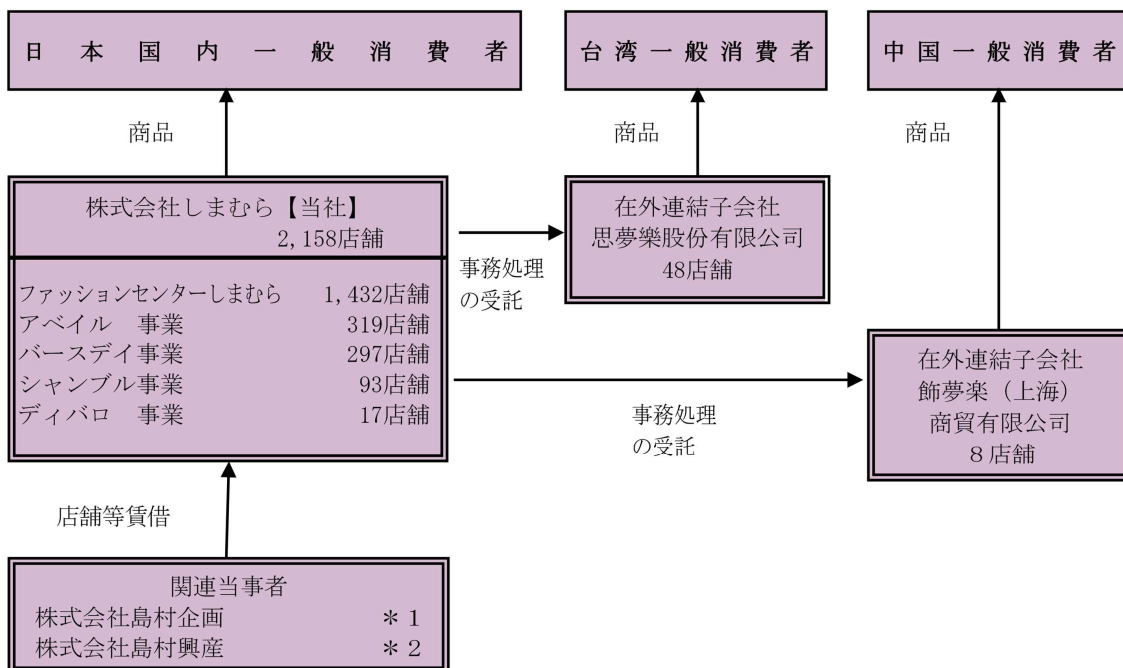 日本国内一般消費者
台湾一般消費者
中国一般消費者
商品
商品
商品
株式会社しまむら【当社】
2,158店舗
ファッションセンターしまむら 1,432店舗
アベイル 事業 319店舗
バースデイ事業 297店舗
シャンブル事業 93店舗
ディバロ 事業 17店舗
事務処理
の受託
在外連結子会社
思夢樂股份有限公司
48店舗
事務処理
の受託
在外連結子会社
飾夢楽（上海）
商貿有限公司
８店舗
店舗等賃借
関連当事者
株式会社島村企画 ＊１
株式会社島村興産 ＊２